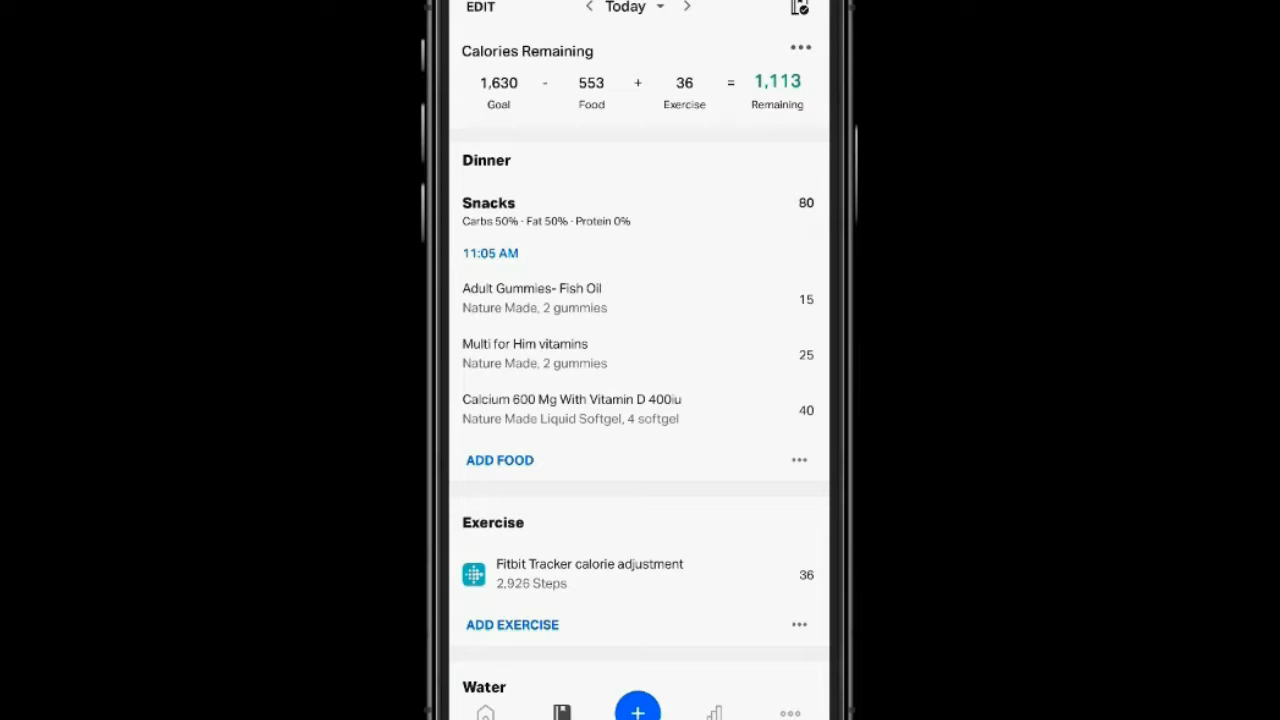 EDIT < Today >
Calories Remaining
1,630 - 553 + 36 = 1,113
Goal Food Exercise Remaining
Dinner
Snacks 80
Carbs 50% · Fat 50% · Protein 0%
11:05 AM
Adult Gummies- Fish Oil
Nature Made, 2 gummies 15
Multi for Him vitamins
Nature Made, 2 gummies 25
Calcium 600 Mg With Vitamin D 400iu
Nature Made Liquid Softgel, 4 softgel 40
ADD FOOD
Exercise
Fitbit Tracker calorie adjustment
2,926 Steps 36
ADD EXERCISE
Water